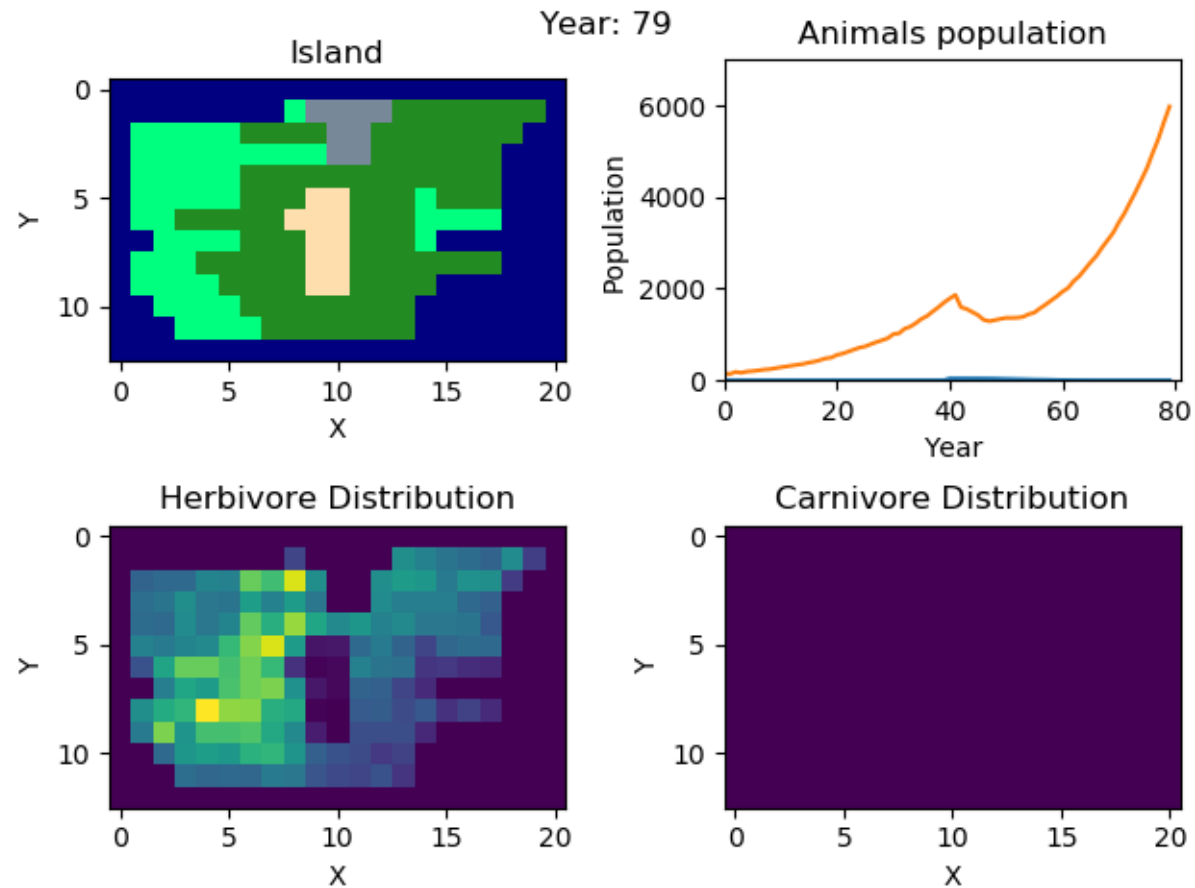 Year: 79
Island
0
5
10
Y
0 5 10 15 20
X
Animals population
6000
4000
2000
0
Population
0 20 40 60 80
Year
Herbivore Distribution
0
5
10
Y
0 5 10 15 20
X
Carnivore Distribution
0
5
10
Y
0 5 10 15 20
X